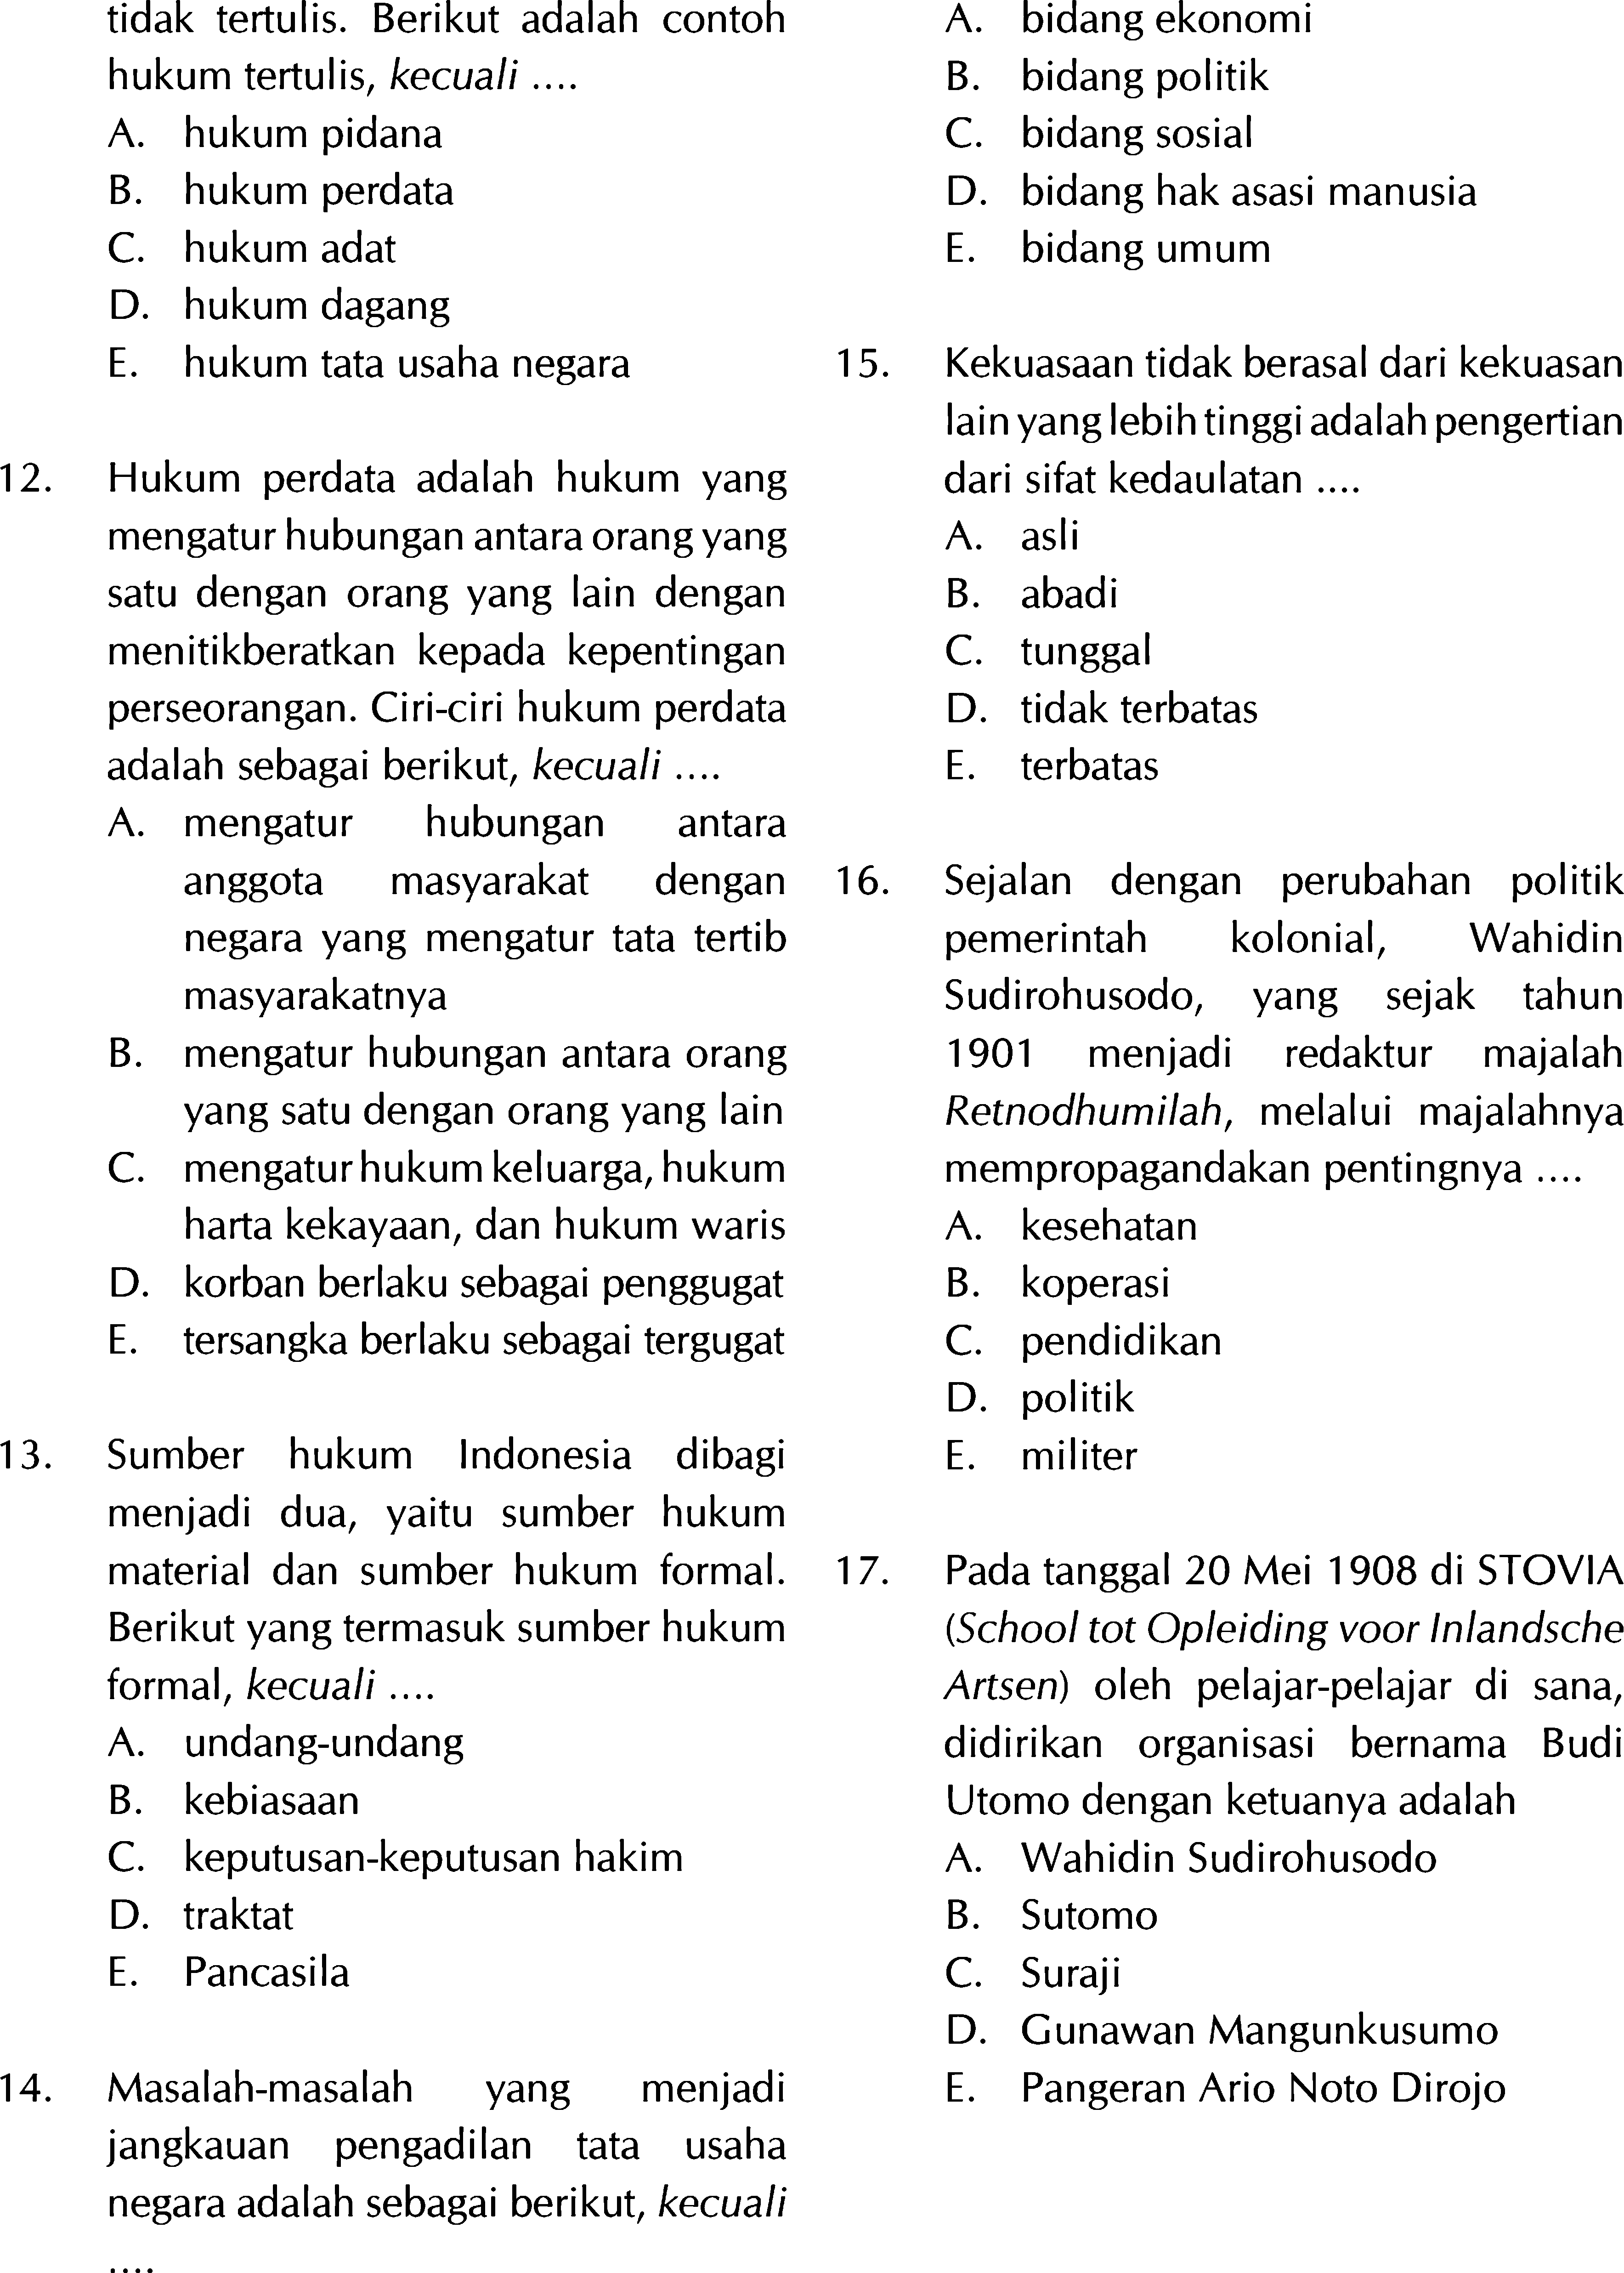 tidak tertulis. Berikut adalah contoh
hukum tertulis, kecuali ....
A. hukum pidana
B. hukum perdata
C. hukum adat
D. hukum dagang
E. hukum tata usaha negara
12. Hukum perdata adalah hukum yang
mengatur hubungan antara orang yang
satu dengan orang yang lain dengan
menitikberatkan kepada kepentingan
perseorangan. Ciri-ciri hukum perdata
adalah sebagai berikut, kecuali ....
A. mengatur hubungan antara
anggota masyarakat dengan
negara yang mengatur tata tertib
masyarakatnya
B. mengatur hubungan antara orang
yang satu dengan orang yang lain
C. mengatur hukum keluarga, hukum
harta kekayaan, dan hukum waris
D. korban berlaku sebagai penggugat
E. tersangka berlaku sebagai tergugat
13. Sumber hukum Indonesia dibagi
menjadi dua, yaitu sumber hukum
material dan sumber hukum formal.
Berikut yang termasuk sumber hukum
formal, kecuali ....
A. undang-undang
B. kebiasaan
C. keputusan-keputusan hakim
D. traktat
E. Pancasila
14. Masalah-masalah yang menjadi
jangkauan pengadilan tata usaha
negara adalah sebagai berikut, kecuali
....
A. bidang ekonomi
B. bidang politik
C. bidang sosial
D. bidang hak asasi manusia
E. bidang umum
15. Kekuasaan tidak berasal dari kekuasan
lain yang lebih tinggi adalah pengertian
dari sifat kedaulatan ....
A. asli
B. abadi
C. tunggal
D. tidak terbatas
E. terbatas
16. Sejalan dengan perubahan politik
pemerintah kolonial, Wahidin
Sudirohusodo, yang sejak tahun
1901 menjadi redaktur majalah
Retnodhumilah, melalui majalahnya
mempropagandakan pentingnya ....
A. kesehatan
B. koperasi
C. pendidikan
D. politik
E. militer
17. Pada tanggal 20 Mei 1908 di STOVIA
(School tot Opleiding voor Inlandsche
Artsen) oleh pelajar-pelajar di sana,
didirikan organisasi bernama Budi
Utomo dengan ketuanya adalah
A. Wahidin Sudirohusodo
B. Sutomo
C. Suraji
D. Gunawan Mangunkusumo
E. Pangeran Ario Noto Dirojo